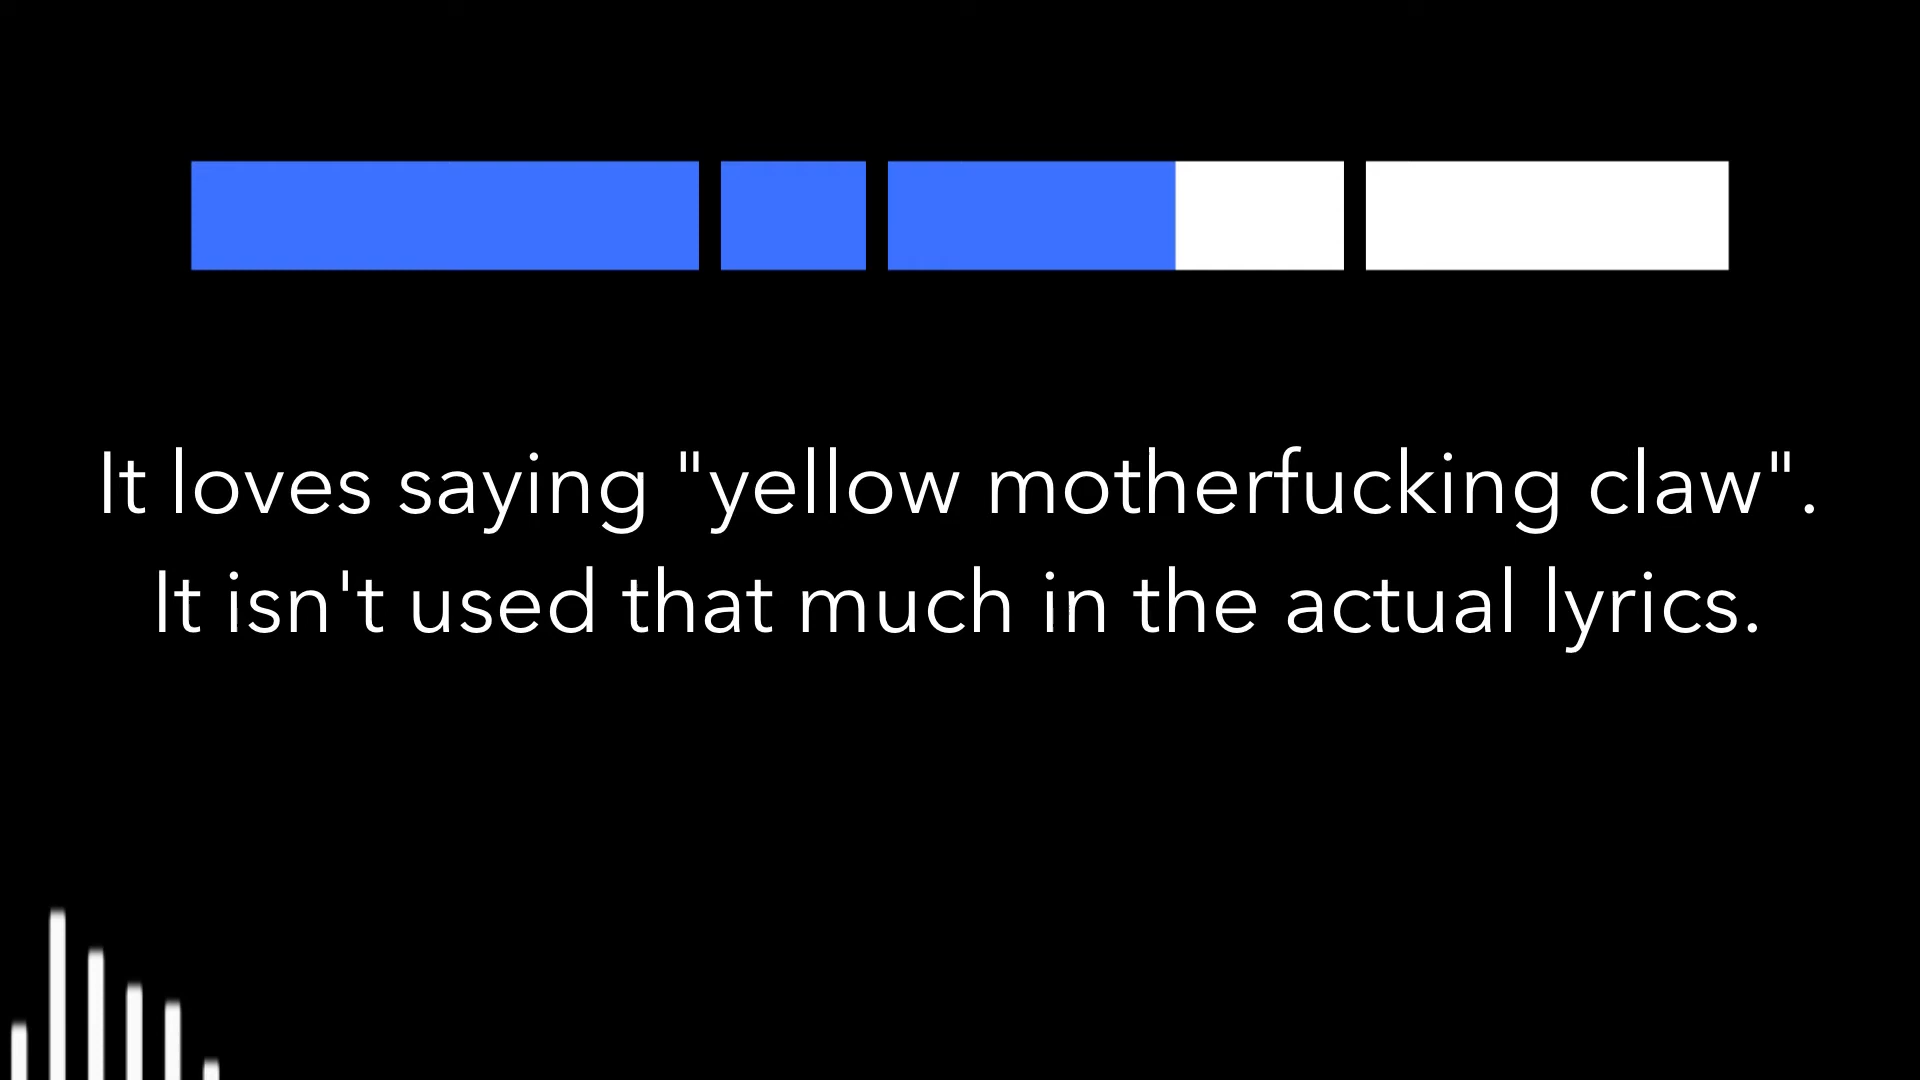 It loves saying "yellow motherfucking claw".
It isn't used that much in the actual lyrics.